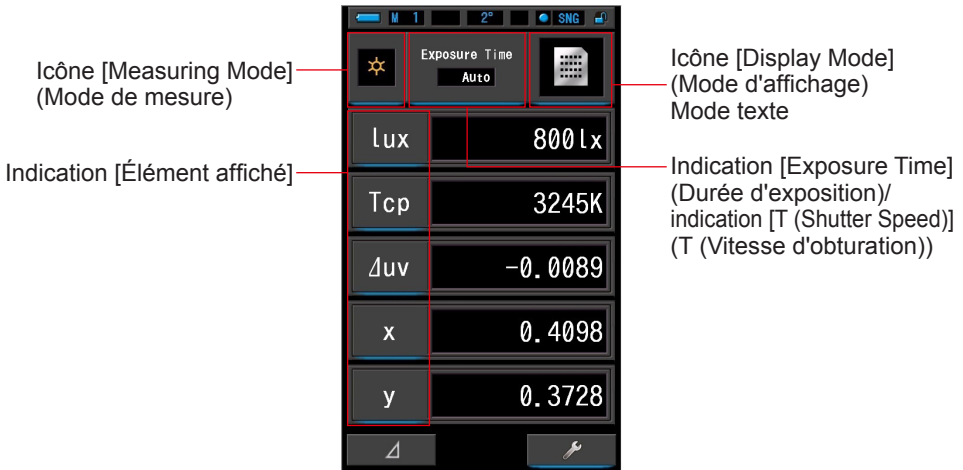 M 1 2° SNG
Exposure Time
Auto
Icône [Measuring Mode]
(Mode de mesure)
Icône [Display Mode]
(Mode d'affichage)
Mode texte
Indication [Élément affiché]
Indication [Exposure Time]
(Durée d'exposition)/
indication [T (Shutter Speed)]
(T (Vitesse d'obturation))
lux 800lx
Tcp 3245K
⊿uv -0.0089
x 0.4098
y 0.3728
⊿